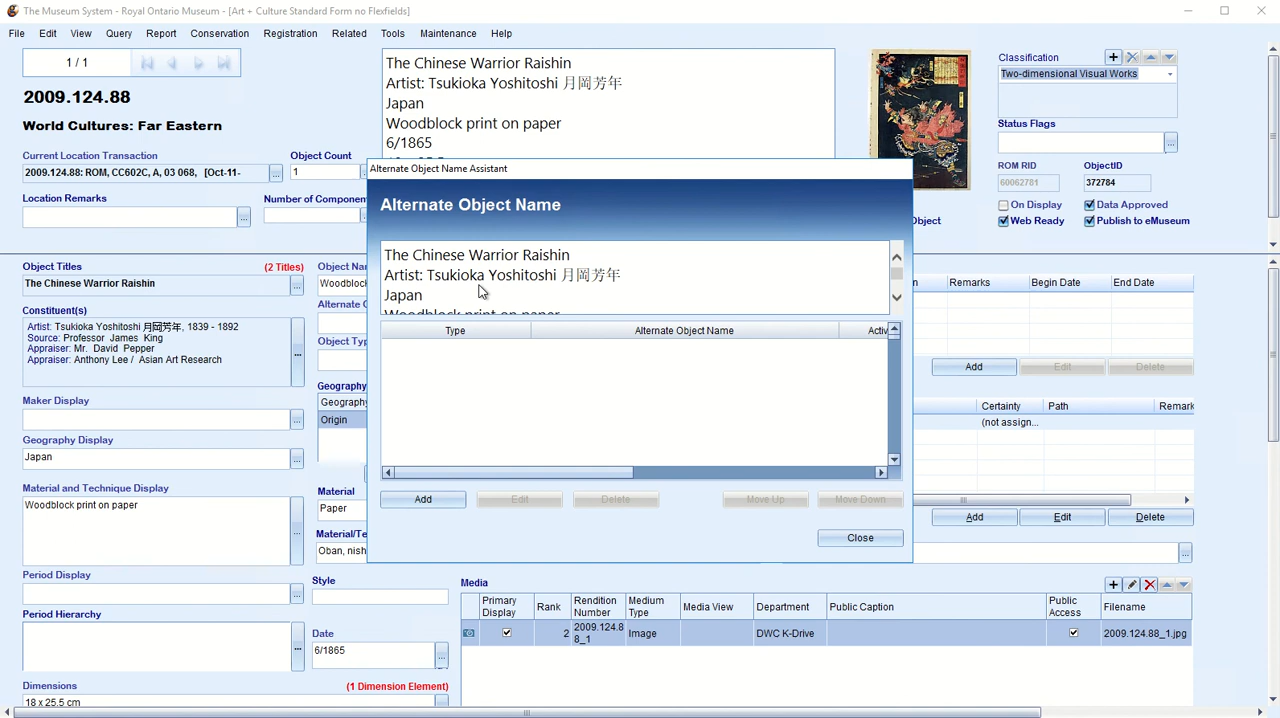 The Museum System - Royal Ontario Museum - [Art + Culture Standard Form no Flexfields]
File Edit View Query Report Conservation Registration Related Tools Maintenance Help
1 / 1
2009.124.88
World Cultures: Far Eastern
Current Location Transaction
Object Count
2009.124.88: ROM, CC602C, A, 03 068, [Oct-11-
...
1
Location Remarks
Number of Componen
...
The Chinese Warrior Raishin
Artist: Tsukioka Yoshitoshi 月岡芳年
Japan
Woodblock print on paper
6/1865
Classification
Two-dimensional Visual Works
Status Flags
...
ROM RID
ObjectID
60062781
372784
On Display
Data Approved
Object
Web Ready
Publish to eMuseum
Alternate Object Name Assistant
Alternate Object Name
The Chinese Warrior Raishin
Artist: Tsukioka Yoshitoshi 月岡芳年
Japan
Woodblock print on paper
Type
Alternate Object Name
Activ
Add
Edit
Delete
Move Up
Move Down
Close
Object Titles
(2 Titles)
The Chinese Warrior Raishin
...
Constituent(s)
Artist: Tsukioka Yoshitoshi 月岡芳年, 1839 - 1892
Source: Professor James King
Appraiser: Mr. David Pepper
Appraiser: Anthony Lee / Asian Art Research
...
Maker Display
...
Geography Display
Japan
...
Material and Technique Display
Woodblock print on paper
...
Period Display
...
Period Hierarchy
...
Dimensions
(1 Dimension Element)
18 x 25.5 cm
Object Nam
Woodbloc
Alternate O
Object Typ
Geography
Geography
Origin
Material
Paper
Material/Te
Oban, nish
Style
Date
6/1865
...
Remarks
Begin Date
End Date
Add
Edit
Delete
Certainty
Path
Remark
(not assign...
Add
Edit
Delete
...
Media
Primary Display
Rank
Rendition Number
Medium Type
Media View
Department
Public Caption
Public Access
Filename
2
2009.124.8
8_1
Image
DWC K-Drive
2009.124.88_1.jpg